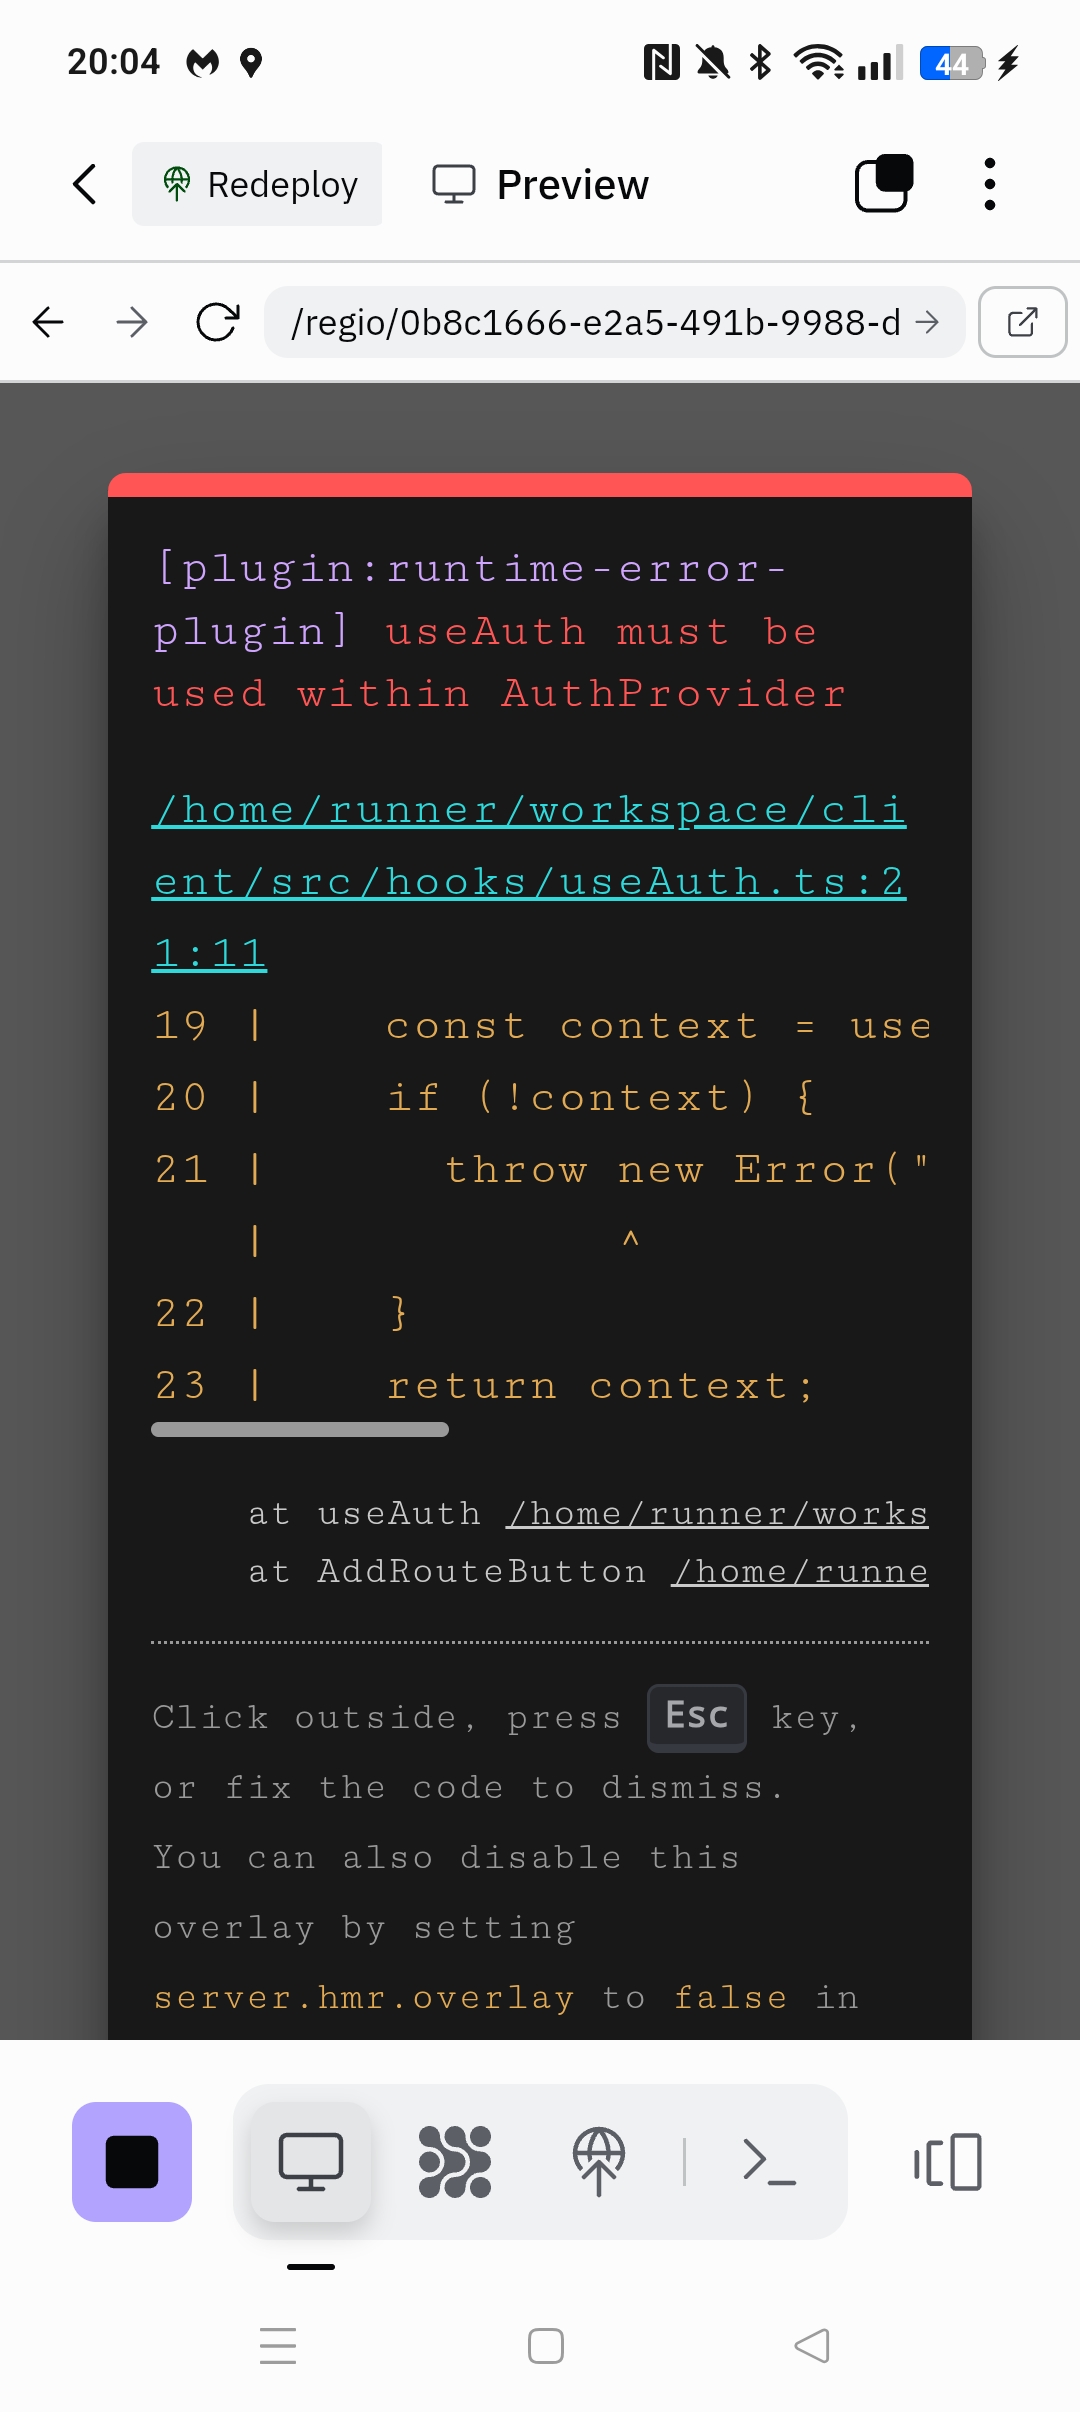 20:04
44
Redeploy
Preview
/regio/0b8c1666-e2a5-491b-9988-d
[plugin:runtime-error-
plugin] useAuth must be
used within AuthProvider
/home/runner/workspace/cli
ent/src/hooks/useAuth.ts:2
1:11
19 | const context = use
20 | if (!context) {
21 | throw new Error("
| ^
22 | }
23 | return context;
at useAuth /home/runner/works
at AddRouteButton /home/runne
Click outside, press Esc key,
or fix the code to dismiss.
You can also disable this
overlay by setting
server.hmr.overlay to false in